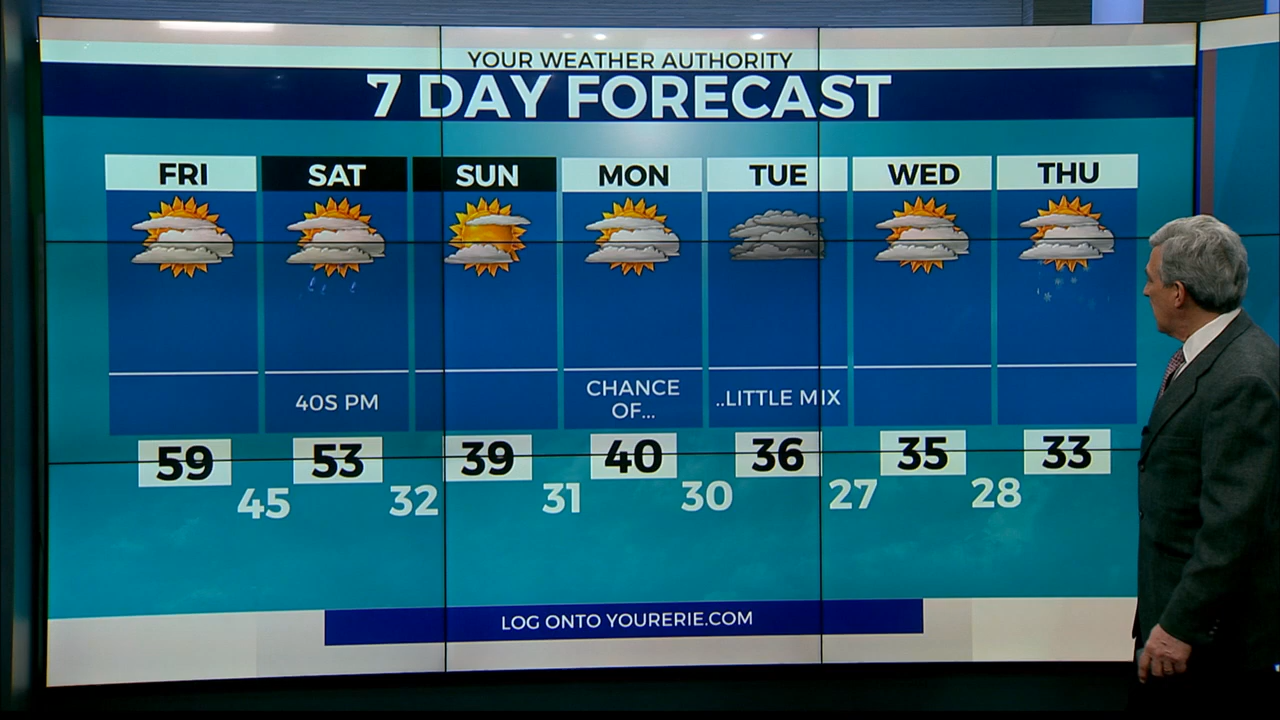 YOUR WEATHER AUTHORITY
7 DAY FORECAST
FRI SAT SUN MON TUE WED THU
40S PM CHANCE OF... ..LITTLE MIX
59 53 39 40 36 35 33
45 32 31 30 27 28
LOG ONTO YOURERIE.COM